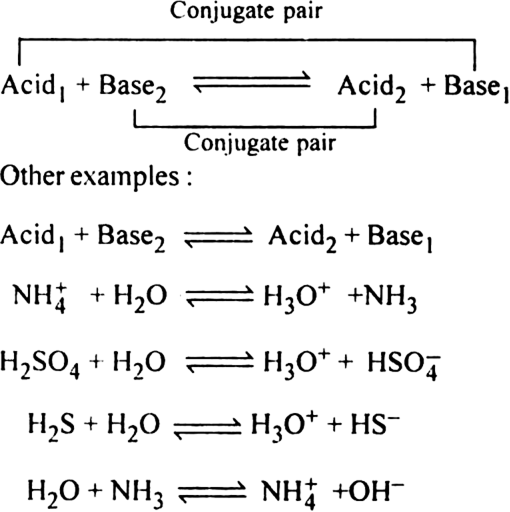 Conjugate pair
Acid₁ + Base₂ ⇌ Acid₂ + Base₁
Conjugate pair
Other examples :
Acid₁ + Base₂ ⇌ Acid₂ + Base₁
NH₄⁺ + H₂O ⇌ H₃O⁺ +NH₃
H₂SO₄ + H₂O ⇌ H₃O⁺ + HSO₄⁻
H₂S + H₂O ⇌ H₃O⁺ + HS⁻
H₂O + NH₃ ⇌ NH₄⁺ +OH⁻